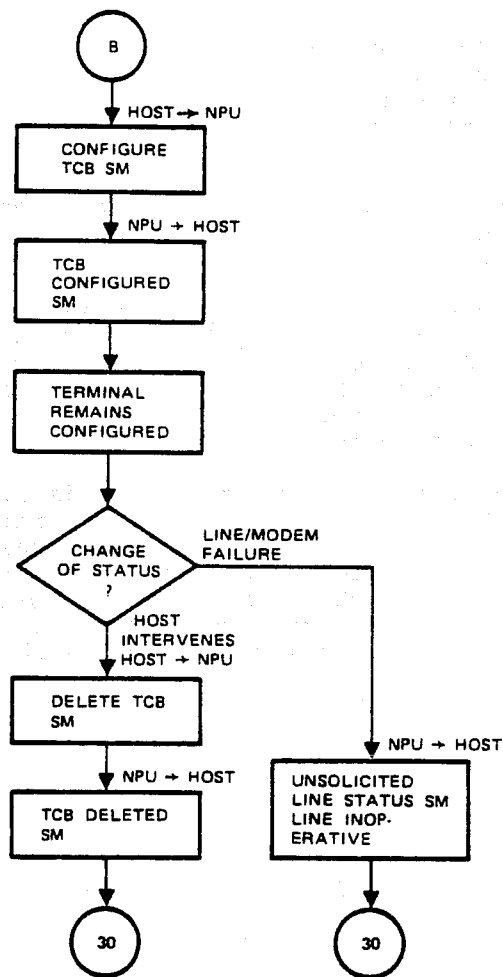 B
HOST → NPU
CONFIGURE
TCB SM
NPU → HOST
TCB
CONFIGURED
SM
TERMINAL
REMAINS
CONFIGURED
CHANGE
OF STATUS
?
LINE/MODEM
FAILURE
HOST
INTERVENES
HOST → NPU
DELETE TCB
SM
NPU → HOST
TCB DELETED
SM
30
NPU → HOST
UNSOLICITED
LINE STATUS SM
LINE INOP-
ERATIVE
30